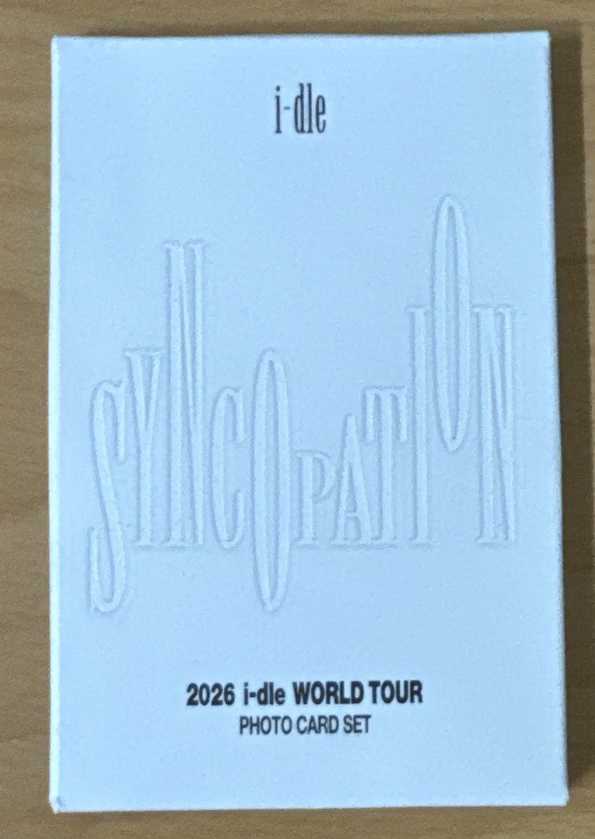 i-dle
SYNCOPATION
2026 i-dle WORLD TOUR
PHOTO CARD SET